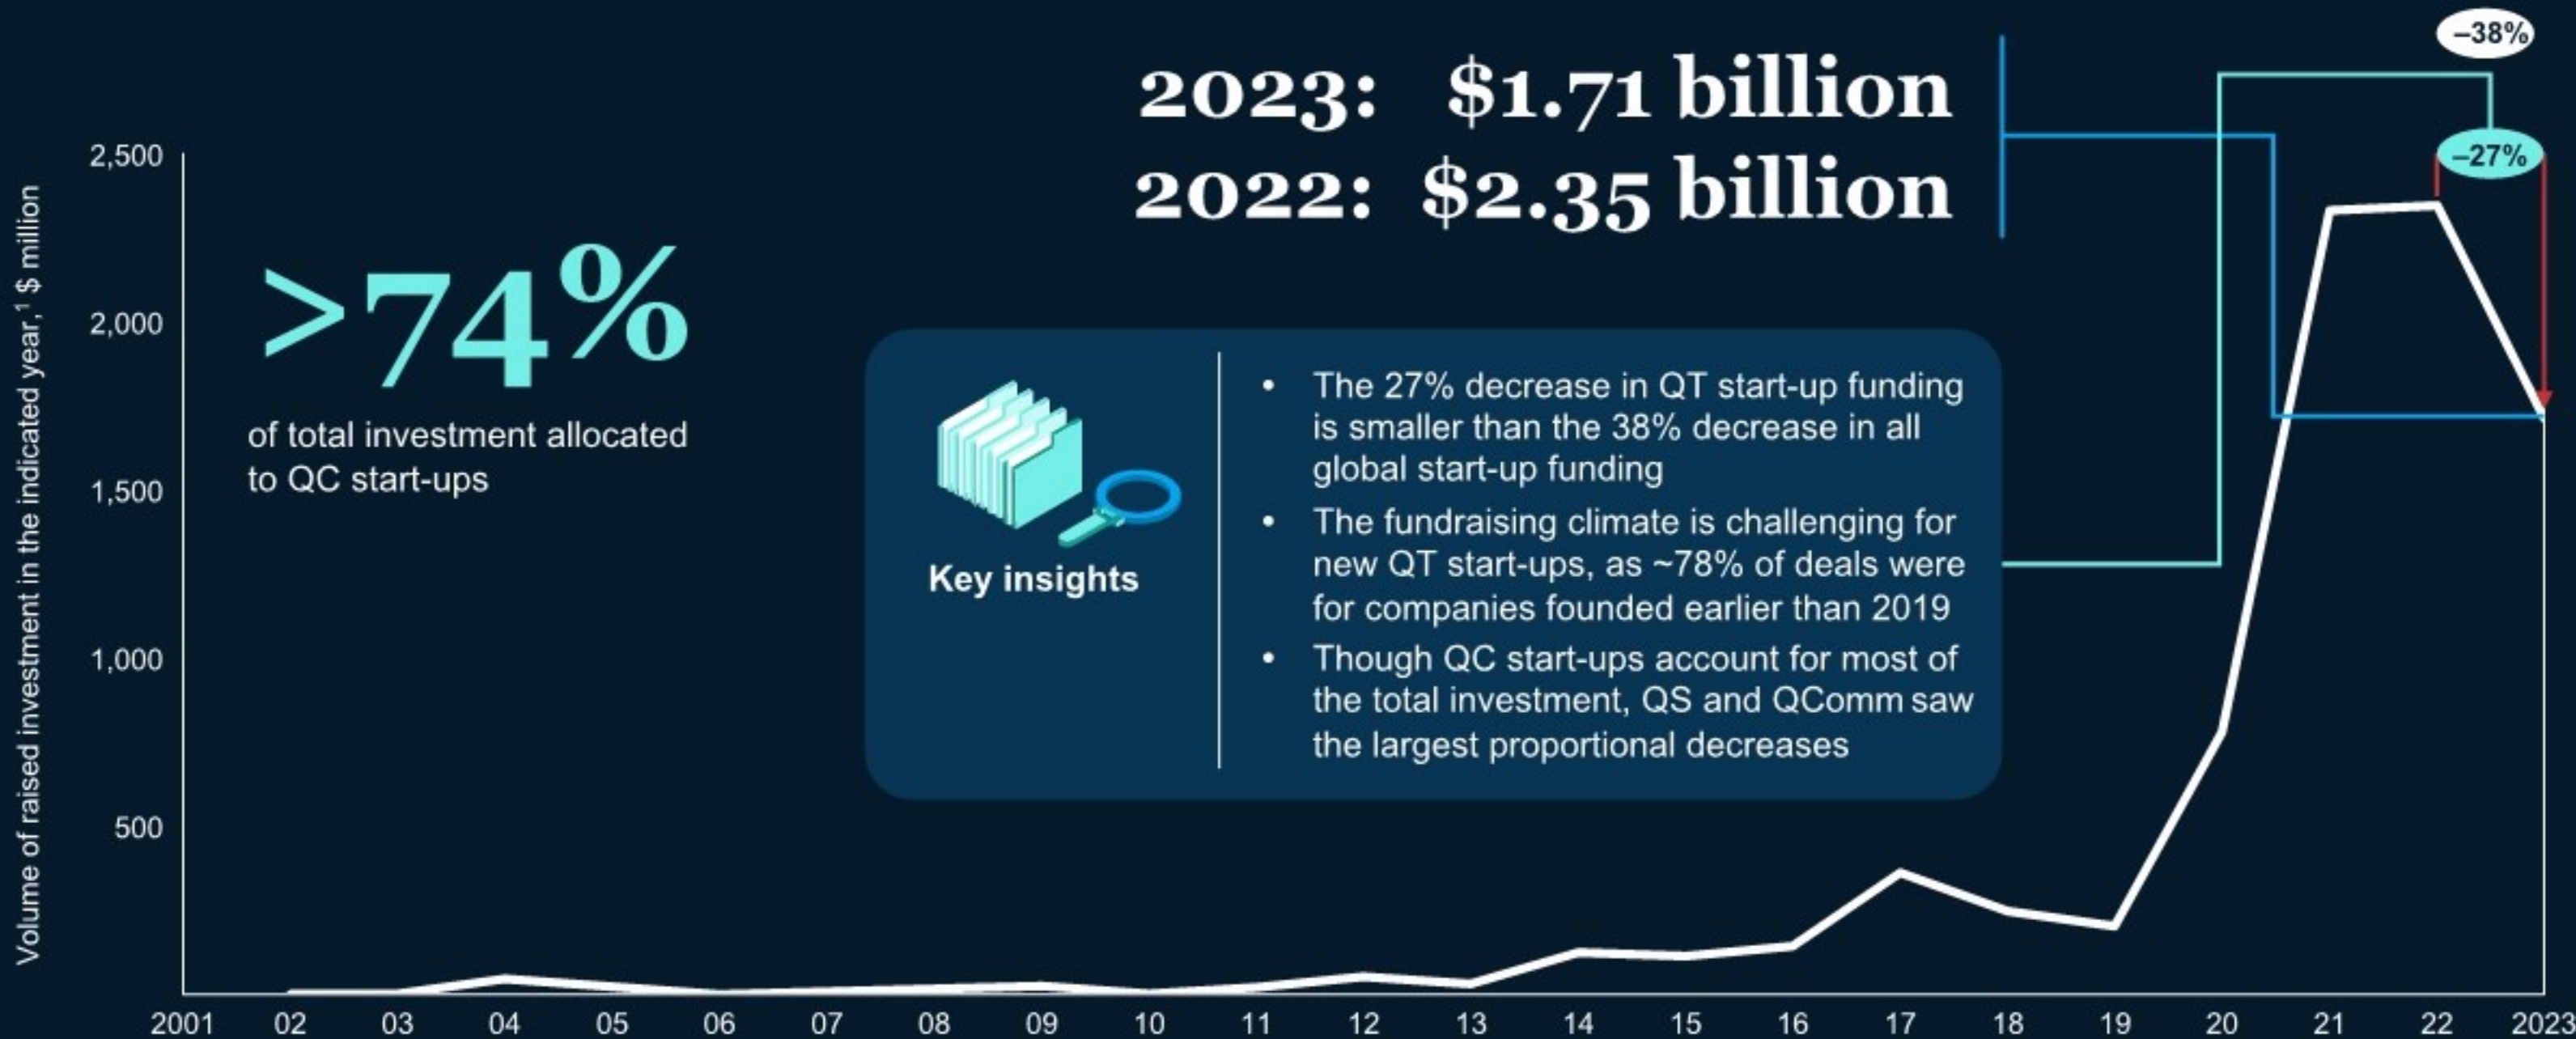 –38%
2023: $1.71 billion
–27%
2022: $2.35 billion
Volume of raised investment in the indicated year,¹ $ million
2,500
2,000
1,500
1,000
500
>74%
of total investment allocated
to QC start-ups
Key insights
• The 27% decrease in QT start-up funding
is smaller than the 38% decrease in all
global start-up funding
• The fundraising climate is challenging for
new QT start-ups, as ~78% of deals were
for companies founded earlier than 2019
• Though QC start-ups account for most of
the total investment, QS and QComm saw
the largest proportional decreases
2001 02 03 04 05 06 07 08 09 10 11 12 13 14 15 16 17 18 19 20 21 22 2023